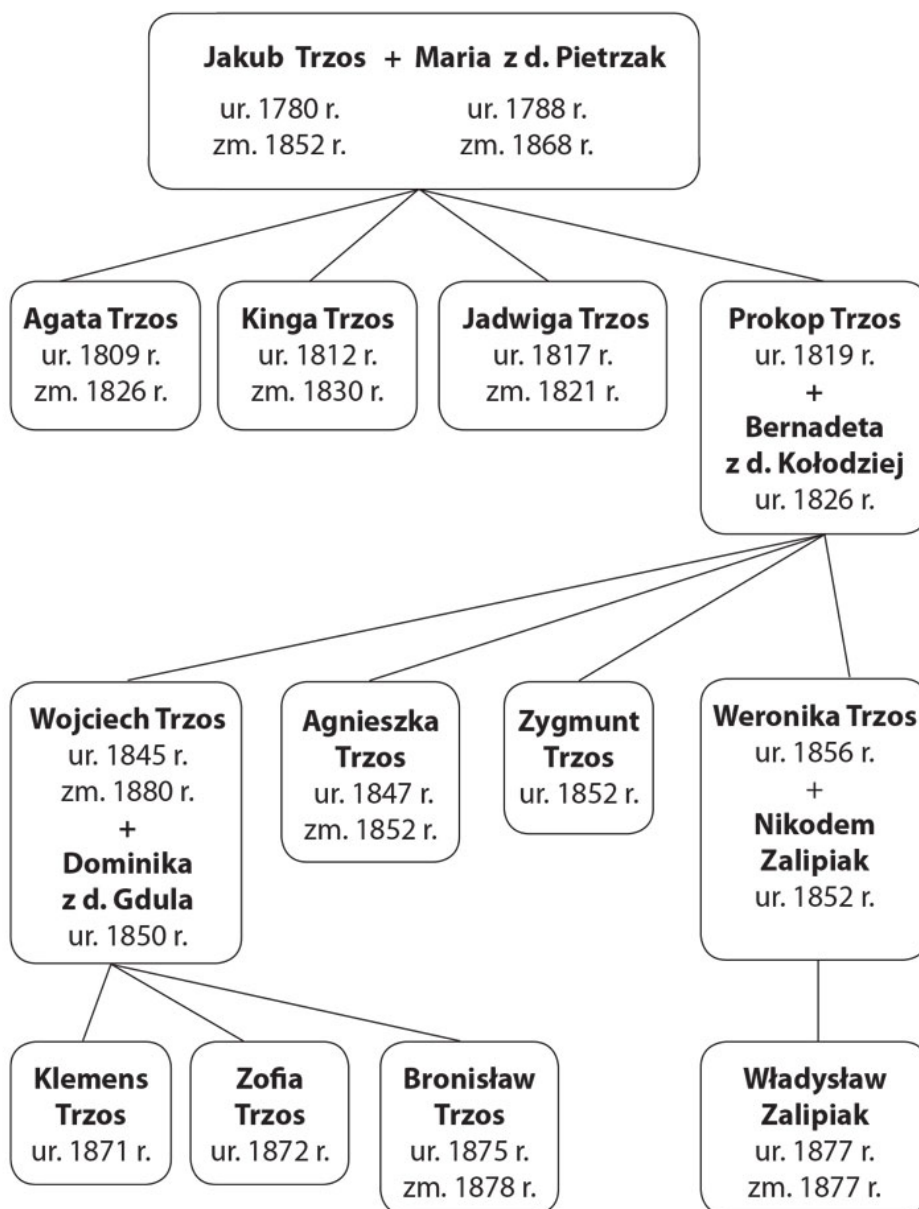 Jakub Trzos + Maria z d. Pietrzak
ur. 1780 r. ur. 1788 r.
zm. 1852 r. zm. 1868 r.
Agata Trzos
ur. 1809 r.
zm. 1826 r.
Kinga Trzos
ur. 1812 r.
zm. 1830 r.
Jadwiga Trzos
ur. 1817 r.
zm. 1821 r.
Prokop Trzos
ur. 1819 r.
+
Bernadeta
z d. Kołodziej
ur. 1826 r.
Wojciech Trzos
ur. 1845 r.
zm. 1880 r.
+
Dominika
z d. Gdula
ur. 1850 r.
Agnieszka
Trzos
ur. 1847 r.
zm. 1852 r.
Zygmunt
Trzos
ur. 1852 r.
Weronika Trzos
ur. 1856 r.
+
Nikodem
Zalipiak
ur. 1852 r.
Klemens
Trzos
ur. 1871 r.
Zofia
Trzos
ur. 1872 r.
Bronisław
Trzos
ur. 1875 r.
zm. 1878 r.
Władysław
Zalipiak
ur. 1877 r.
zm. 1877 r.